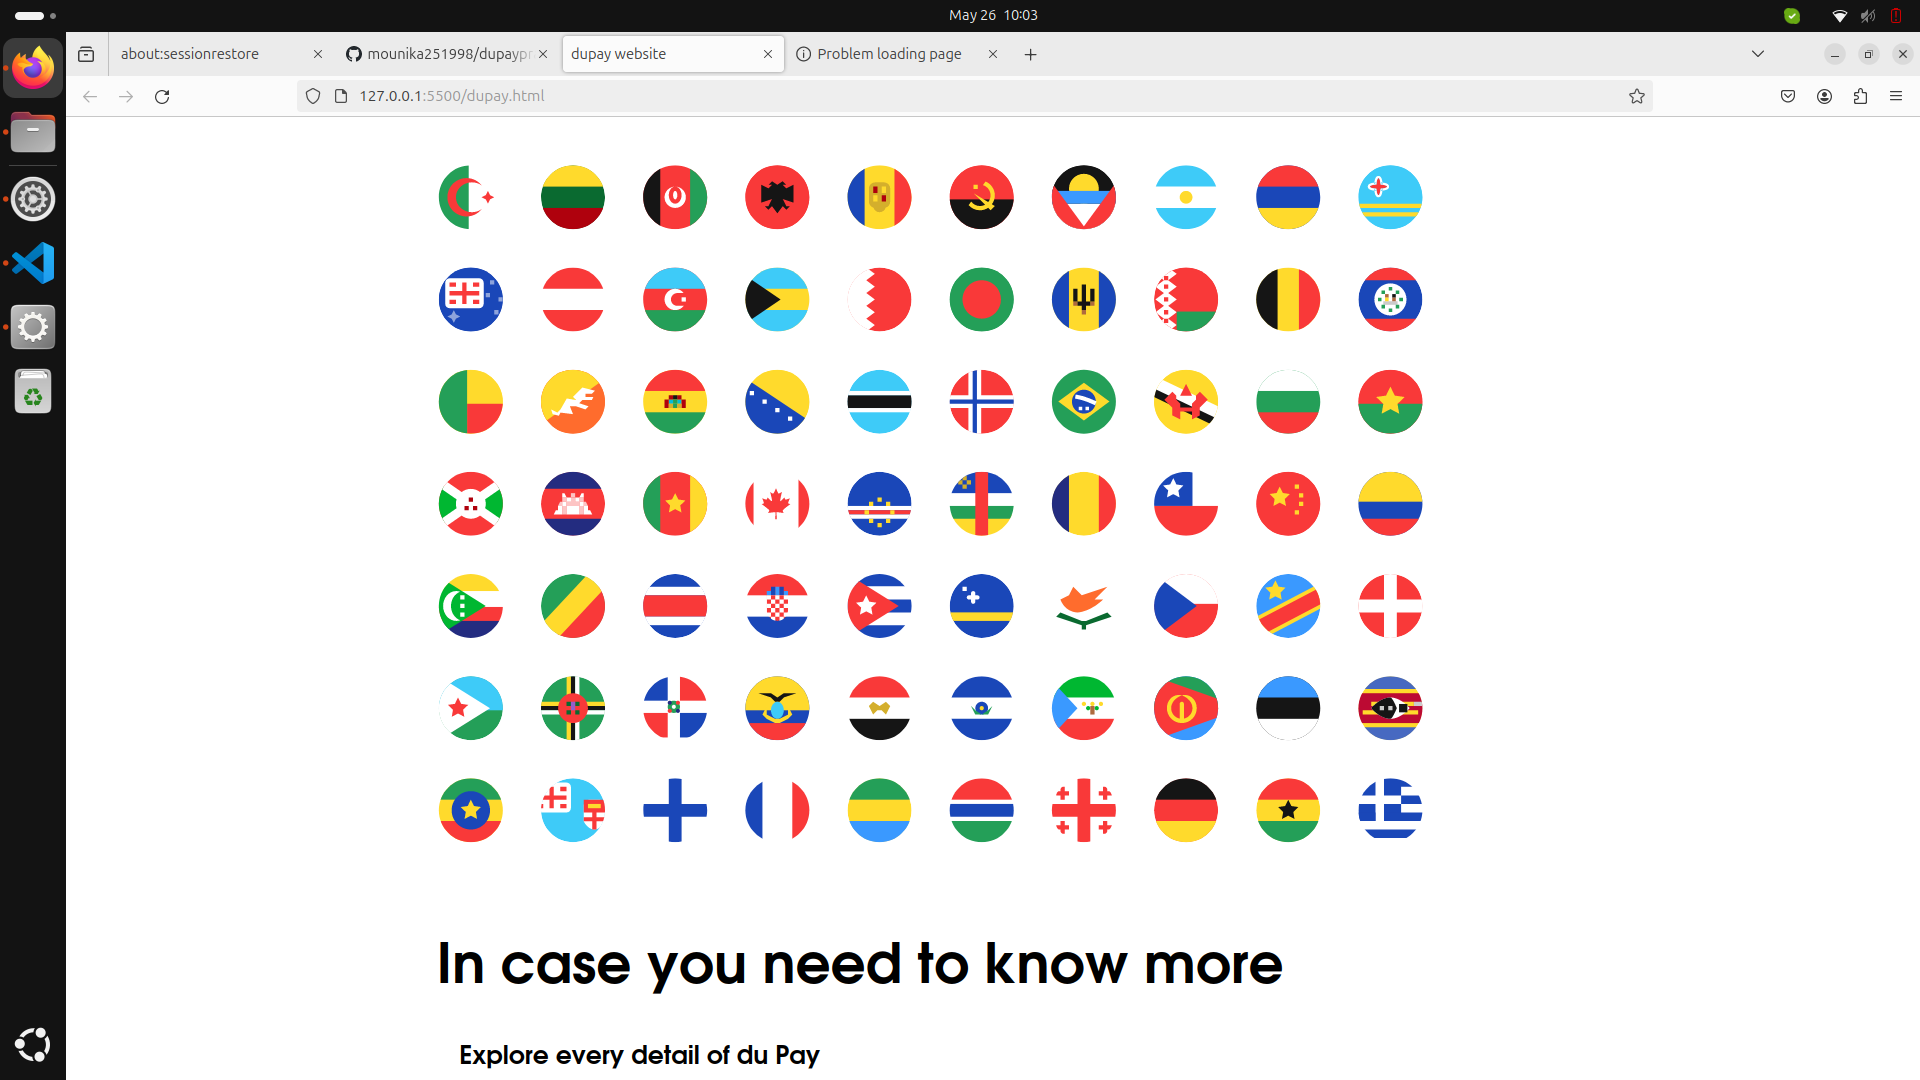 May 26 10:03
about:sessionrestore
mounika251998/dupaypr
dupay website
Problem loading page
127.0.0.1:5500/dupay.html
In case you need to know more
Explore every detail of du Pay